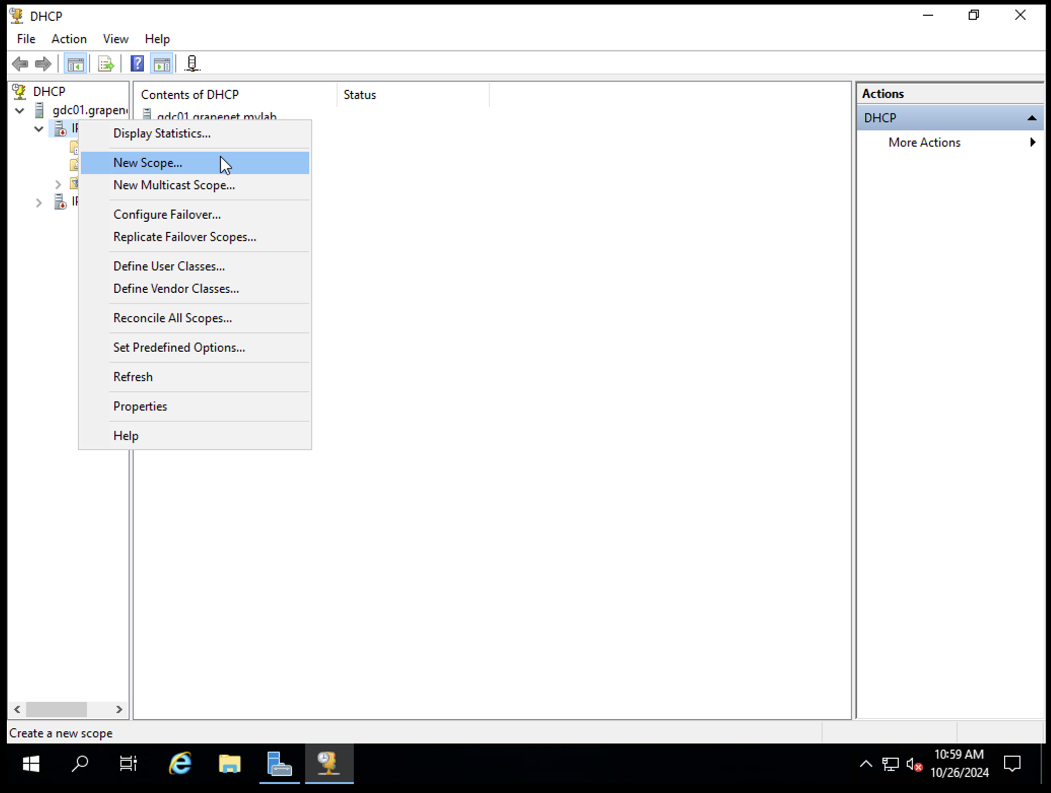 DHCP
File Action View Help
DHCP
Contents of DHCP
Status
Actions
gdc01.grapen
gdc01.grapenet.mylab
DHCP
More Actions
Display Statistics...
New Scope...
New Multicast Scope...
Configure Failover...
Replicate Failover Scopes...
Define User Classes...
Define Vendor Classes...
Reconcile All Scopes...
Set Predefined Options...
Refresh
Properties
Help
Create a new scope
10:59 AM
10/26/2024